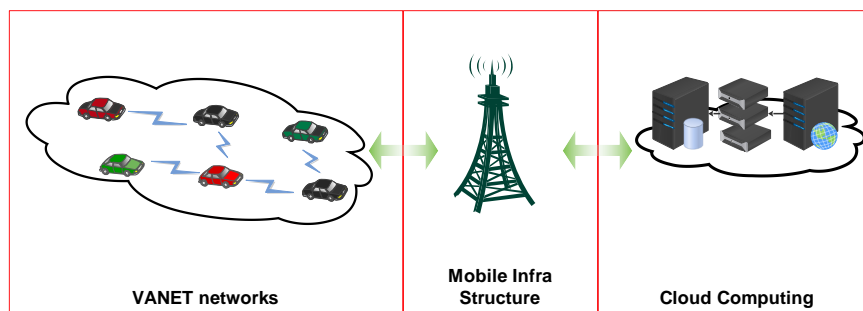 VANET networks
Mobile Infra
Structure
Cloud Computing